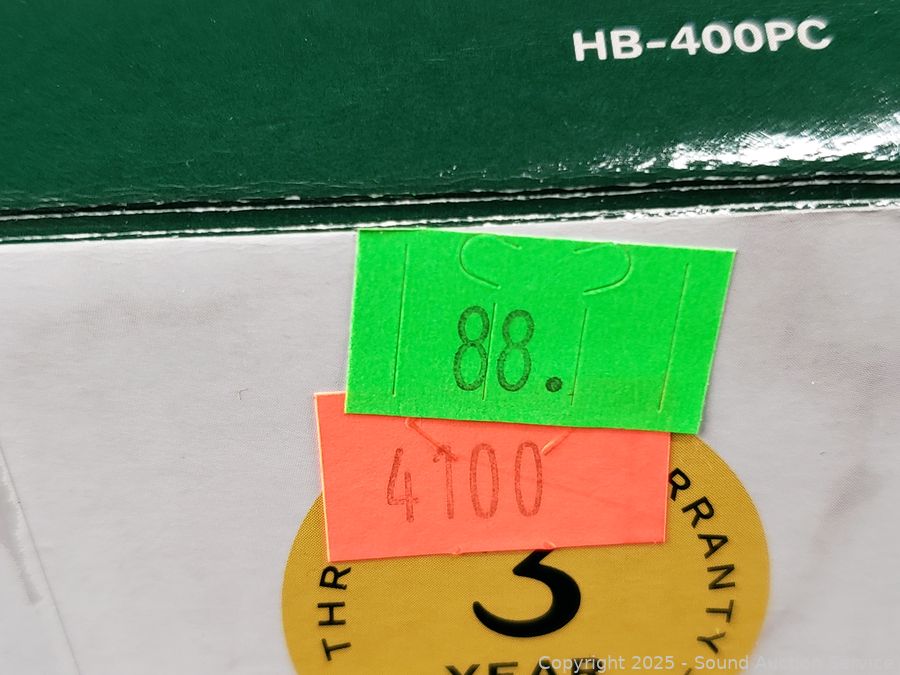 HB-400PC
88.
4100
RRANTY
THR
3
YEAR
Copyright 2025 - Sound Auction Service